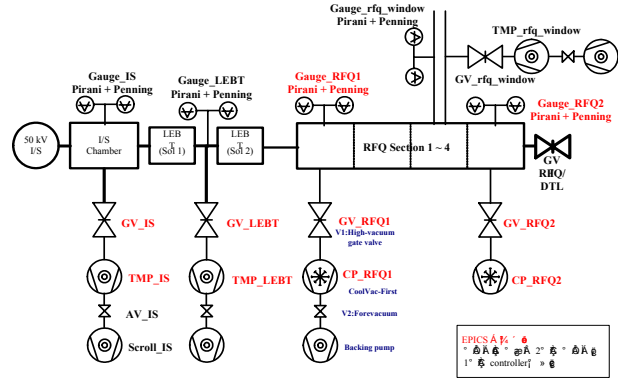 Gauge_rfq_window
Pirani + Penning
TMP_rfq_window
GV_rfq_window
Gauge_IS
Pirani + Penning
Gauge_LEBT
Pirani + Penning
Gauge_RFQ1
Pirani + Penning
Gauge_RFQ2
Pirani + Penning
50 kV
I/S
I/S
Chamber
LEB
T
(Sol 1)
LEB
T
(Sol 2)
RFQ Section 1 ~ 4
GV
RFQ/
DTL
GV_IS
GV_LEBT
GV_RFQ1
V1:High-vacuum
gate valve
GV_RFQ2
TMP_IS
TMP_LEBT
CP_RFQ1
CoolVac-First
CP_RFQ2
AV_IS
V2:Forevacuum
Scroll_IS
Backing pump
EPICS
2°
1° controller